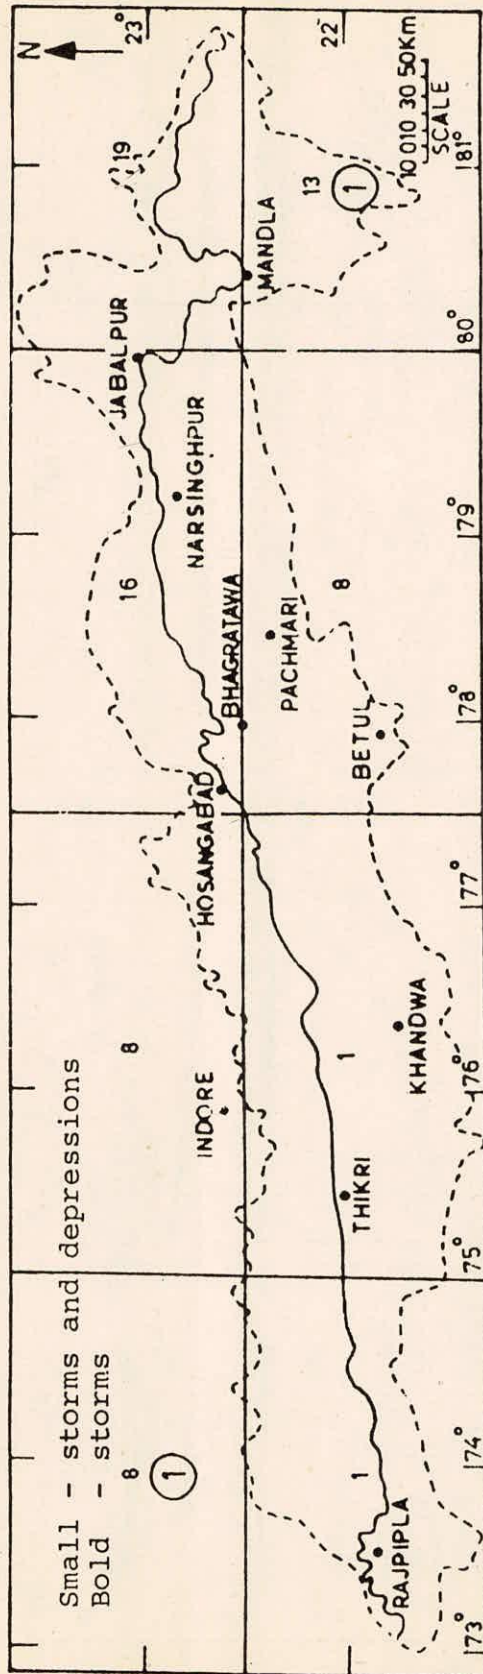 Small - storms and depressions
Bold - storms
N
23°
22
8
1
8
16
19
13
1
1
1
8
JABALPUR
MANDLA
NARSINGHPUR
BHAGRATAWA
PACHMARI
HOSANGABAD
BETUL
INDORE
KHANDWA
THIKRI
RAJPIPLA
10 0 10 30 50Km
SCALE
73° 74° 75° 76° 77° 78° 79° 80° 81°